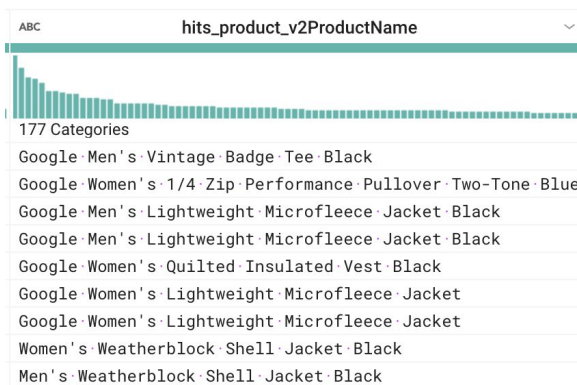 ABC hits_product_v2ProductName
177 Categories
Google·Men's·Vintage·Badge·Tee·Black
Google·Women's·1/4·Zip·Performance·Pullover·Two-Tone·Blue
Google·Men's·Lightweight·Microfleece·Jacket·Black
Google·Men's·Lightweight·Microfleece·Jacket·Black
Google·Women's·Quilted·Insulated·Vest·Black
Google·Women's·Lightweight·Microfleece·Jacket
Google·Women's·Lightweight·Microfleece·Jacket
Women's·Weatherblock·Shell·Jacket·Black
Men's·Weatherblock·Shell·Jacket·Black